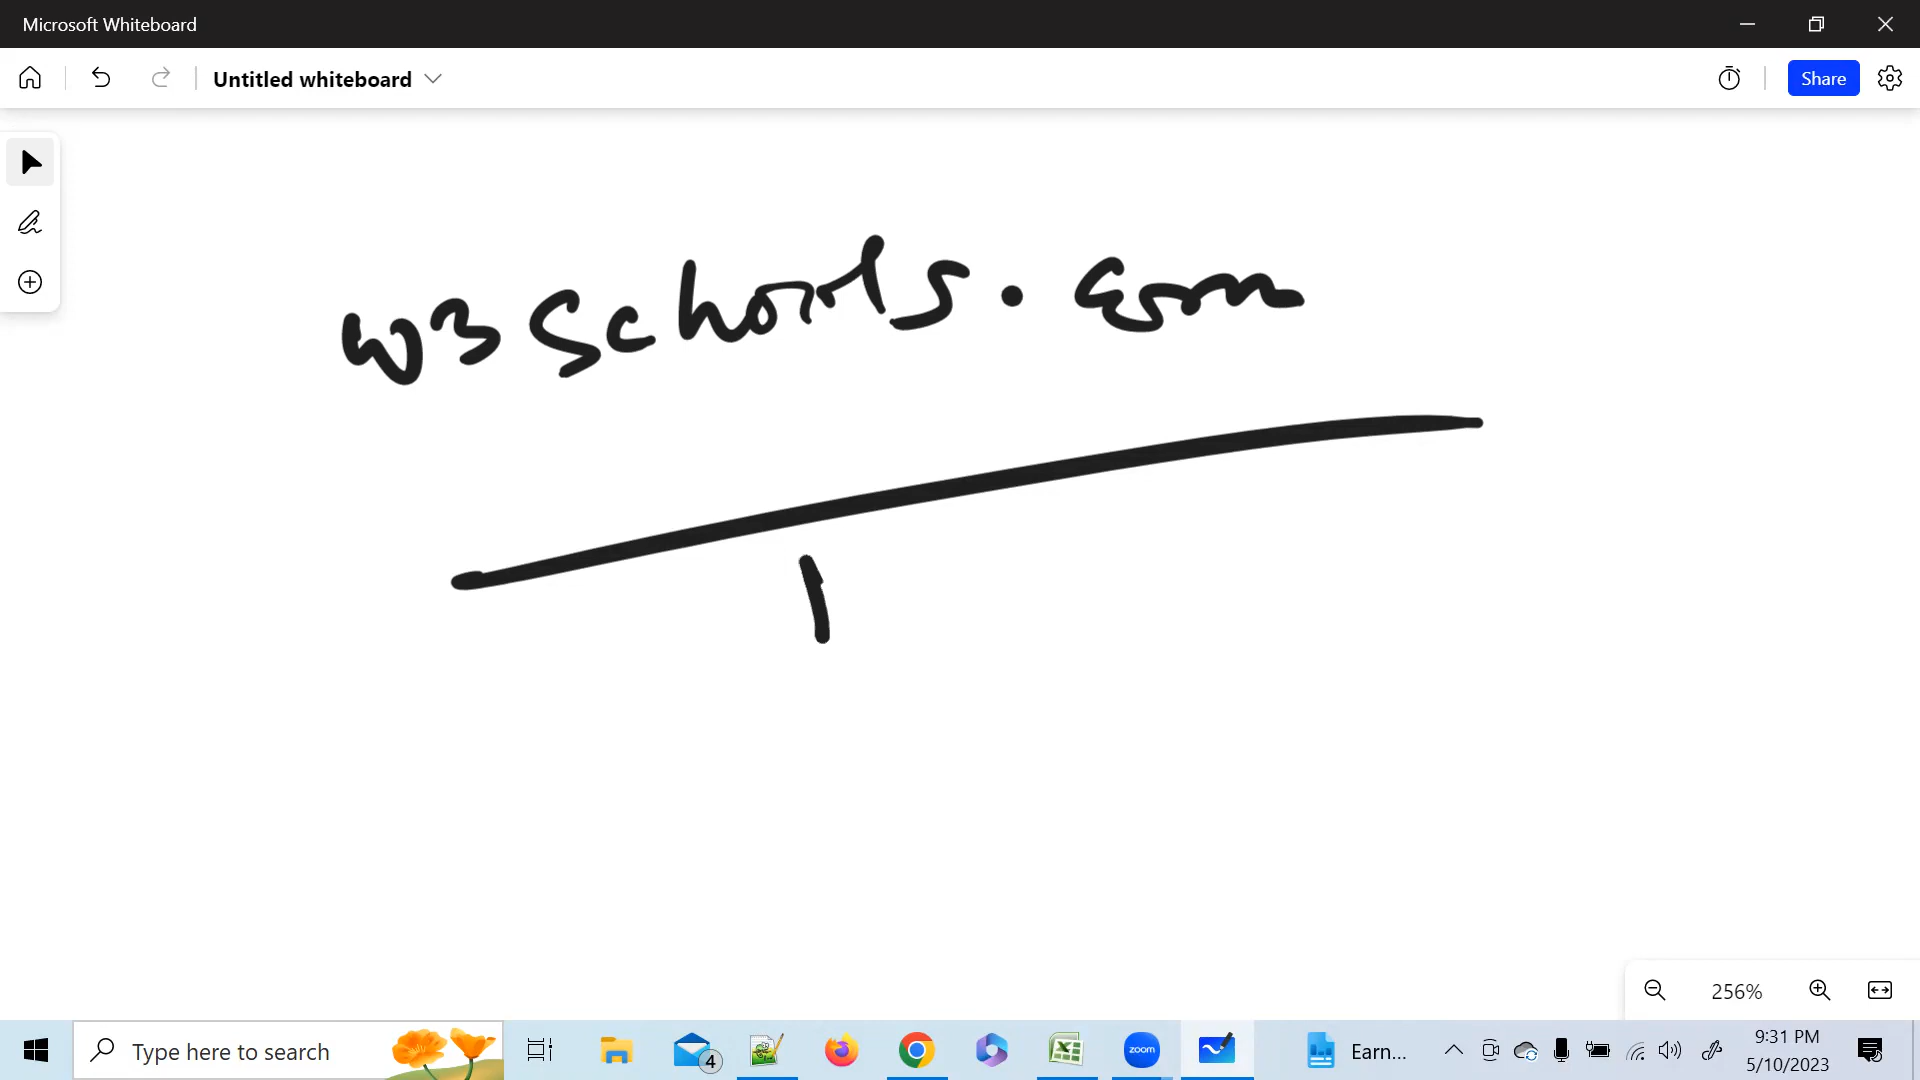 Microsoft Whiteboard
Untitled whiteboard
Share
w3schools.com
256%
Type here to search
4
zoom
Earn...
9:31 PM
5/10/2023